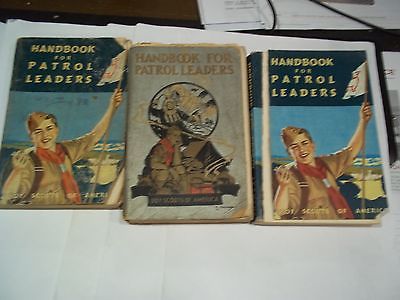 HANDBOOK
FOR
PATROL
LEADERS
BOY SCOUTS OF AMERICA
HANDBOOK FOR
PATROL LEADERS
BOY SCOUTS OF AMERICA
HANDBOOK
FOR
PATROL
LEADERS
BOY SCOUTS OF AMERICA